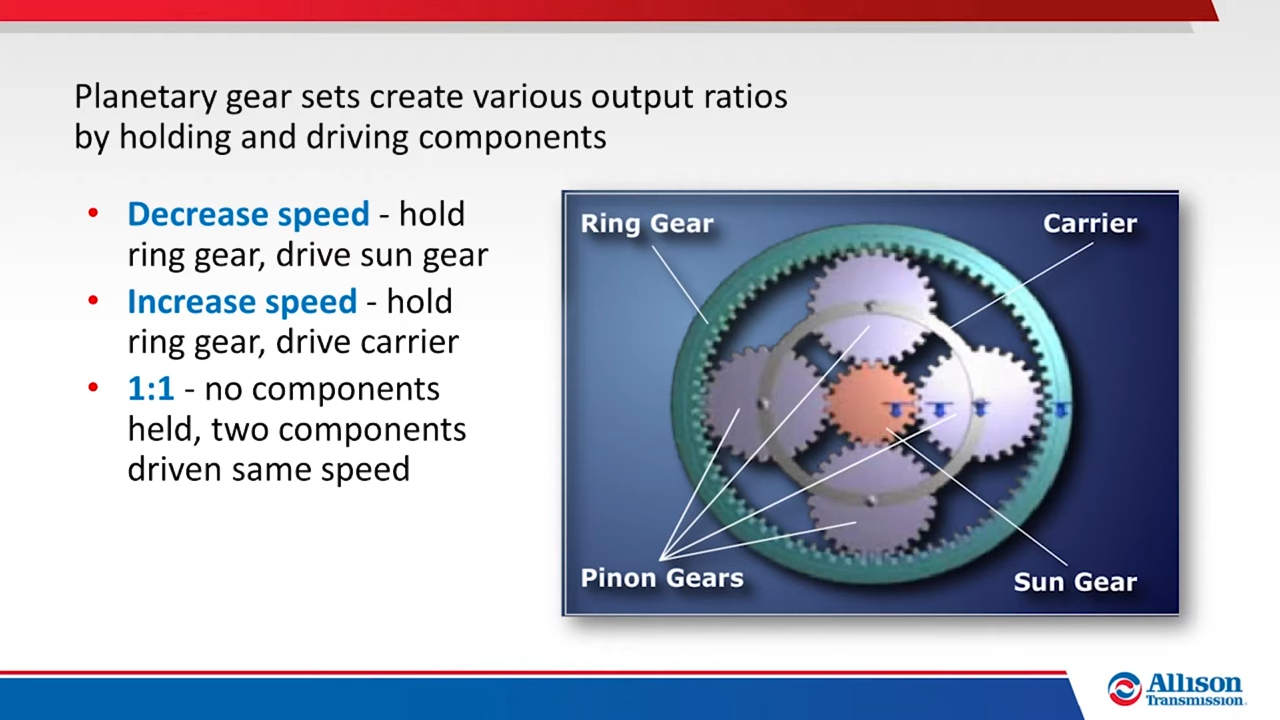 Planetary gear sets create various output ratios
by holding and driving components
• Decrease speed - hold
ring gear, drive sun gear
• Increase speed - hold
ring gear, drive carrier
• 1:1 - no components
held, two components
driven same speed
Ring Gear
Carrier
Pinon Gears
Sun Gear
Allison
Transmission